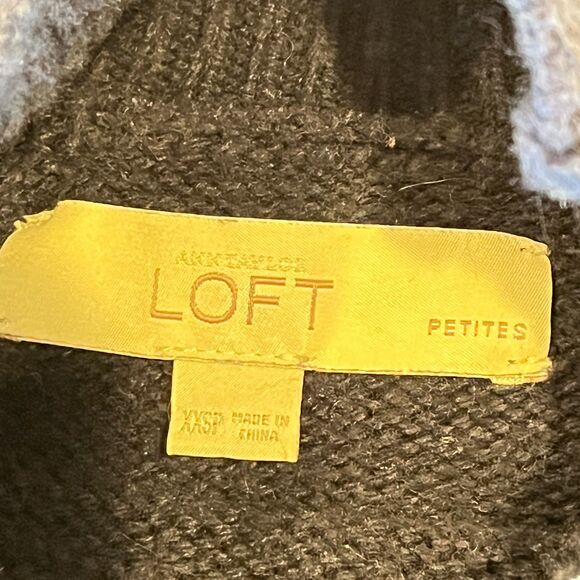 ANN TAYLOR
LOFT
PETITES
XXSP
MADE IN
CHINA